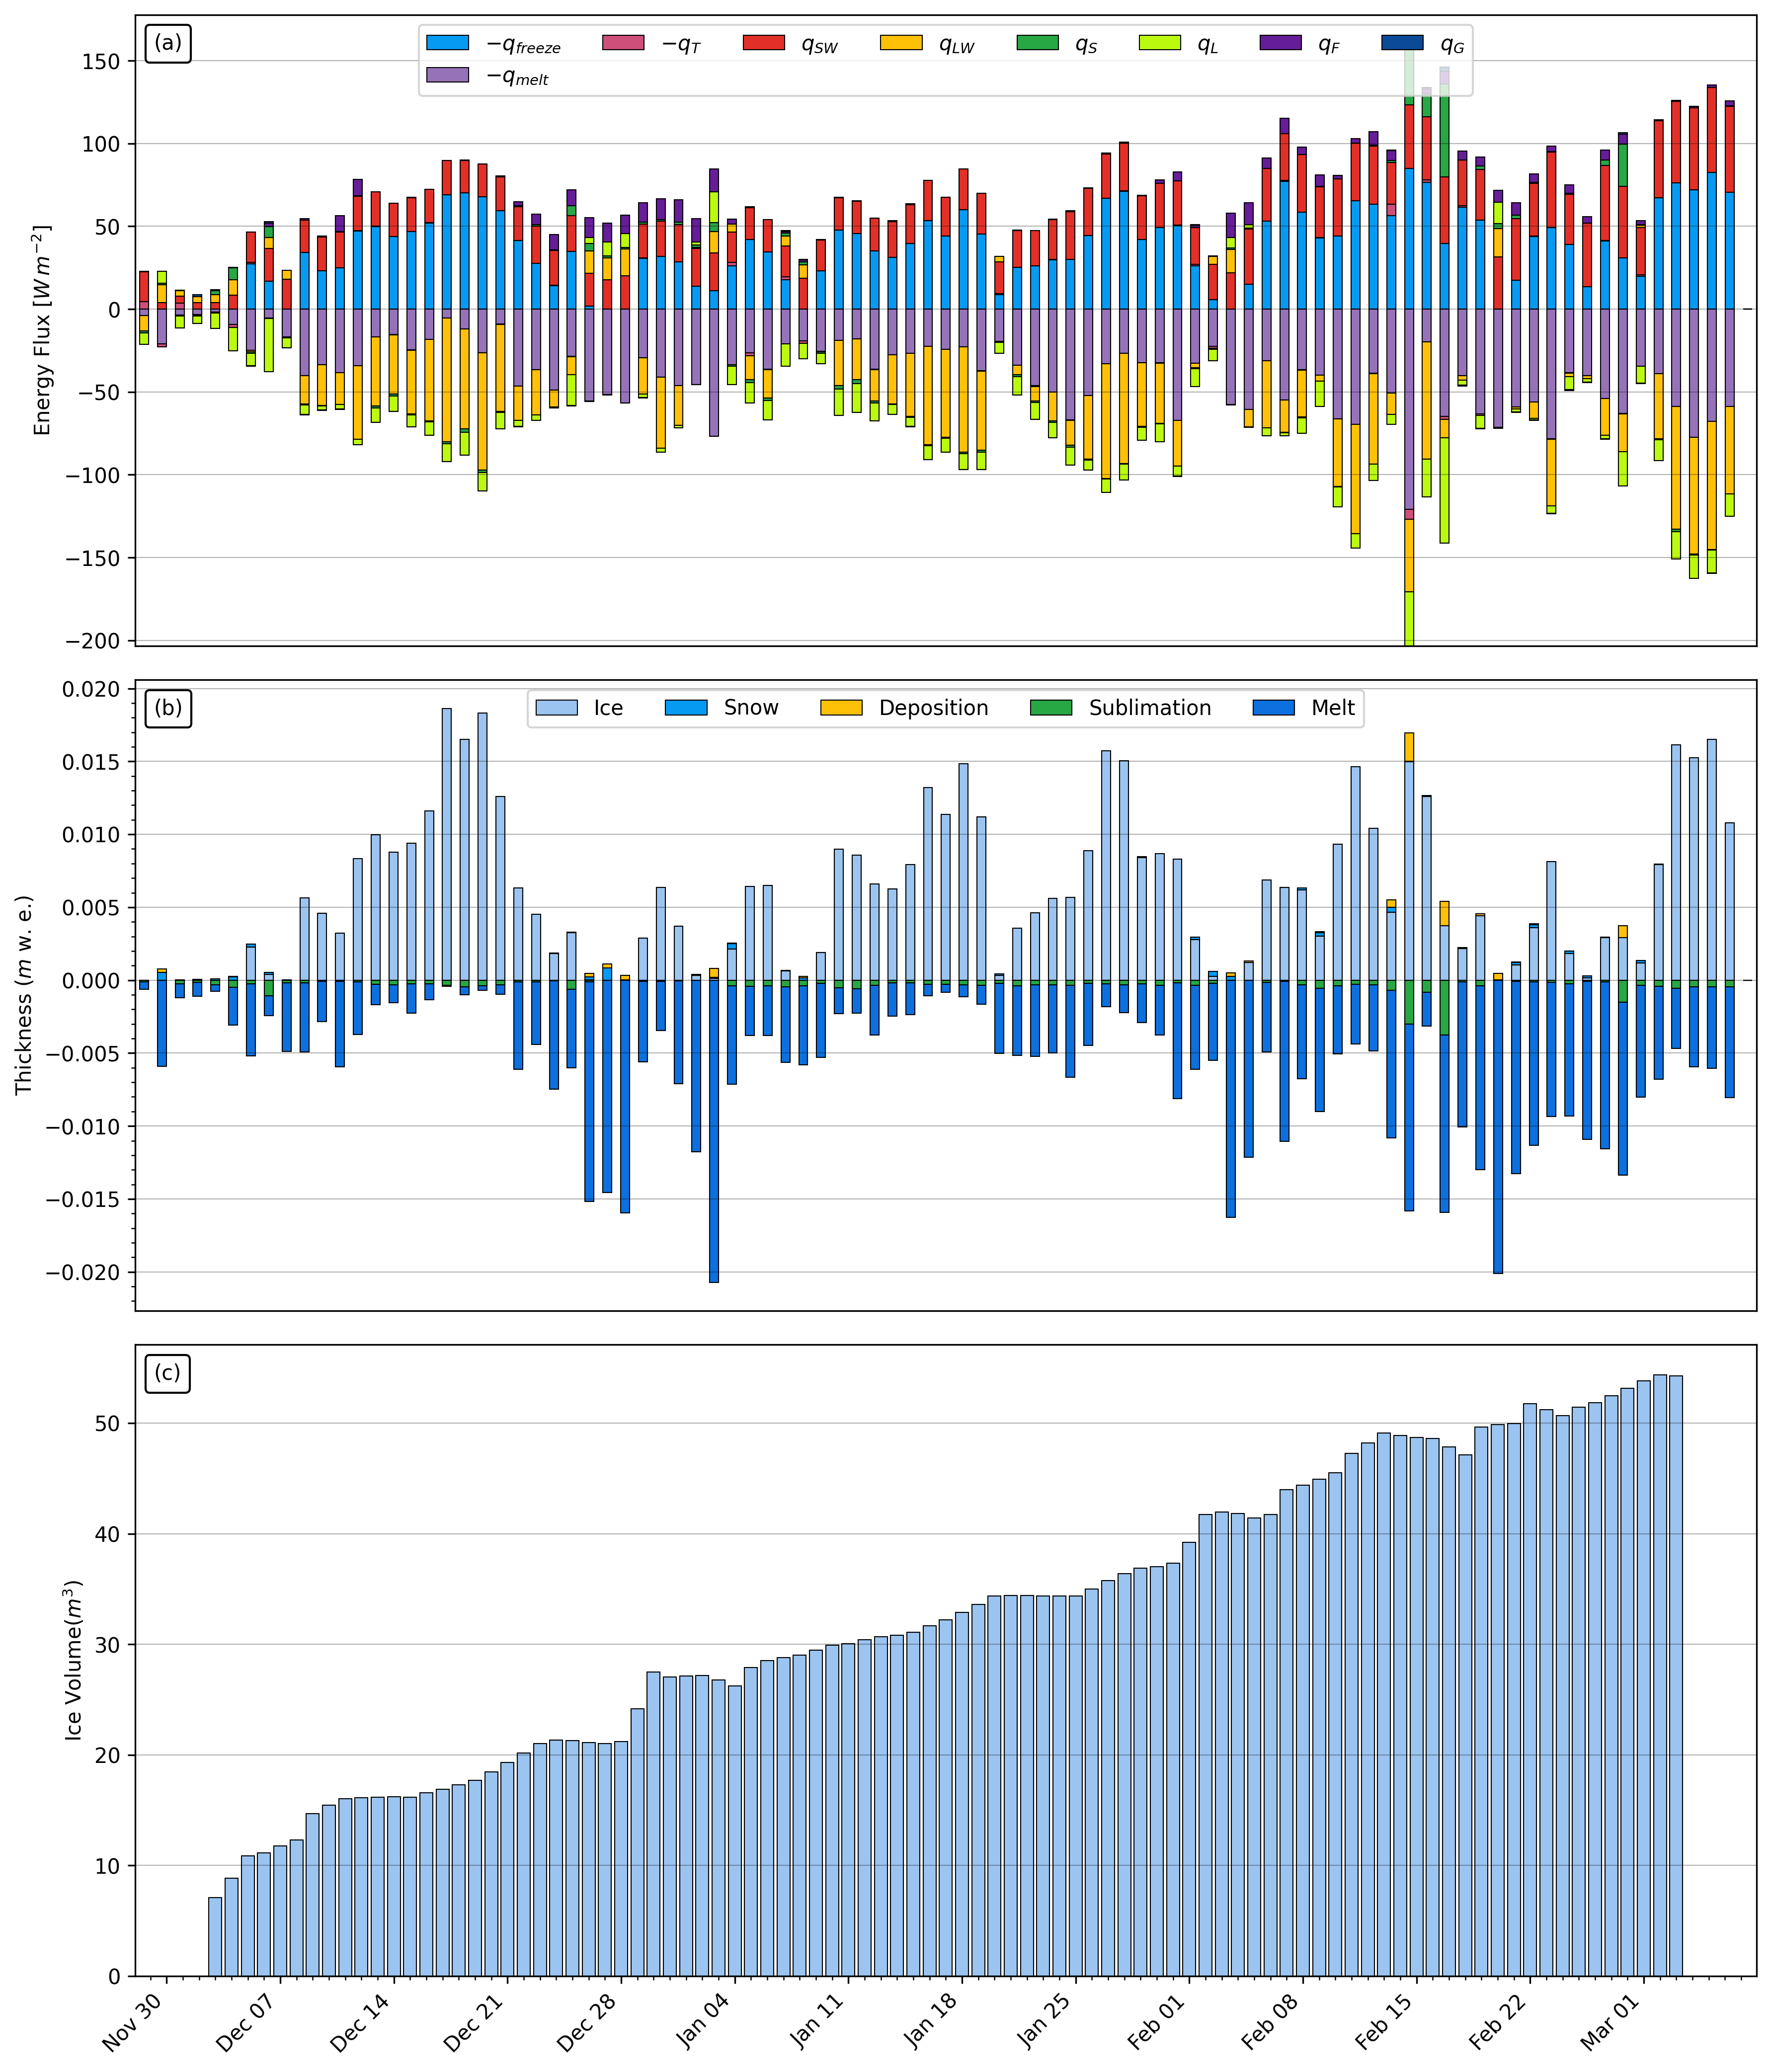 (a)
−q_freeze −q_T q_SW q_LW q_S q_L q_F q_G
−q_melt
150
100
50
0
−50
−100
−150
−200
Energy Flux [W m⁻²]
(b)
Ice Snow Deposition Sublimation Melt
0.020
0.015
0.010
0.005
0.000
−0.005
−0.010
−0.015
−0.020
Thickness (m w. e.)
(c)
50
40
30
20
10
0
Ice Volume(m³)
Nov 30 Dec 07 Dec 14 Dec 21 Dec 28 Jan 04 Jan 11 Jan 18 Jan 25 Feb 01 Feb 08 Feb 15 Feb 22 Mar 01